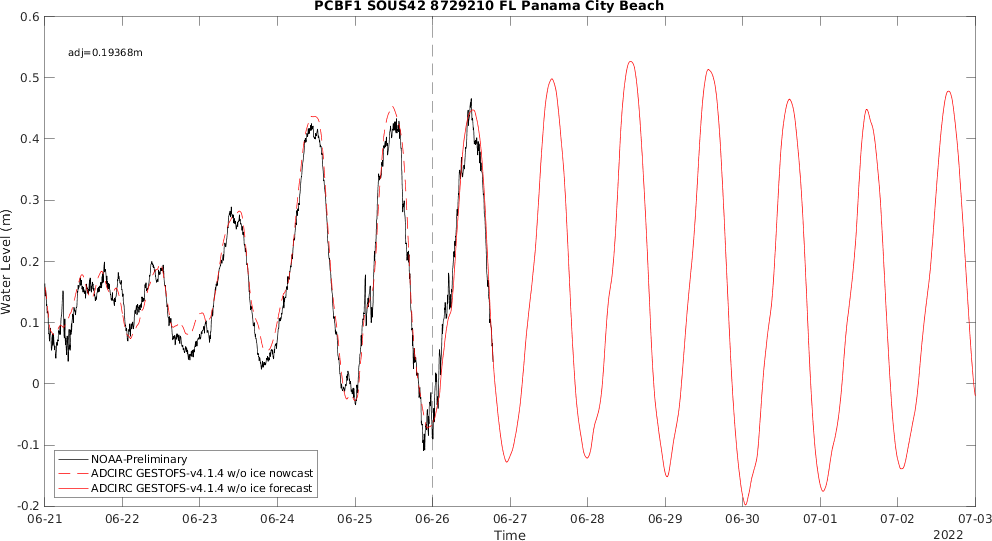 PCBF1 SOUS42 8729210 FL Panama City Beach
adj=0.19368m
0.6
0.5
0.4
0.3
0.2
0.1
0
-0.1
-0.2
Water Level (m)
NOAA-Preliminary
ADCIRC GESTOFS-v4.1.4 w/o ice nowcast
ADCIRC GESTOFS-v4.1.4 w/o ice forecast
06-21 06-22 06-23 06-24 06-25 06-26 06-27 06-28 06-29 06-30 07-01 07-02 07-03
Time
2022